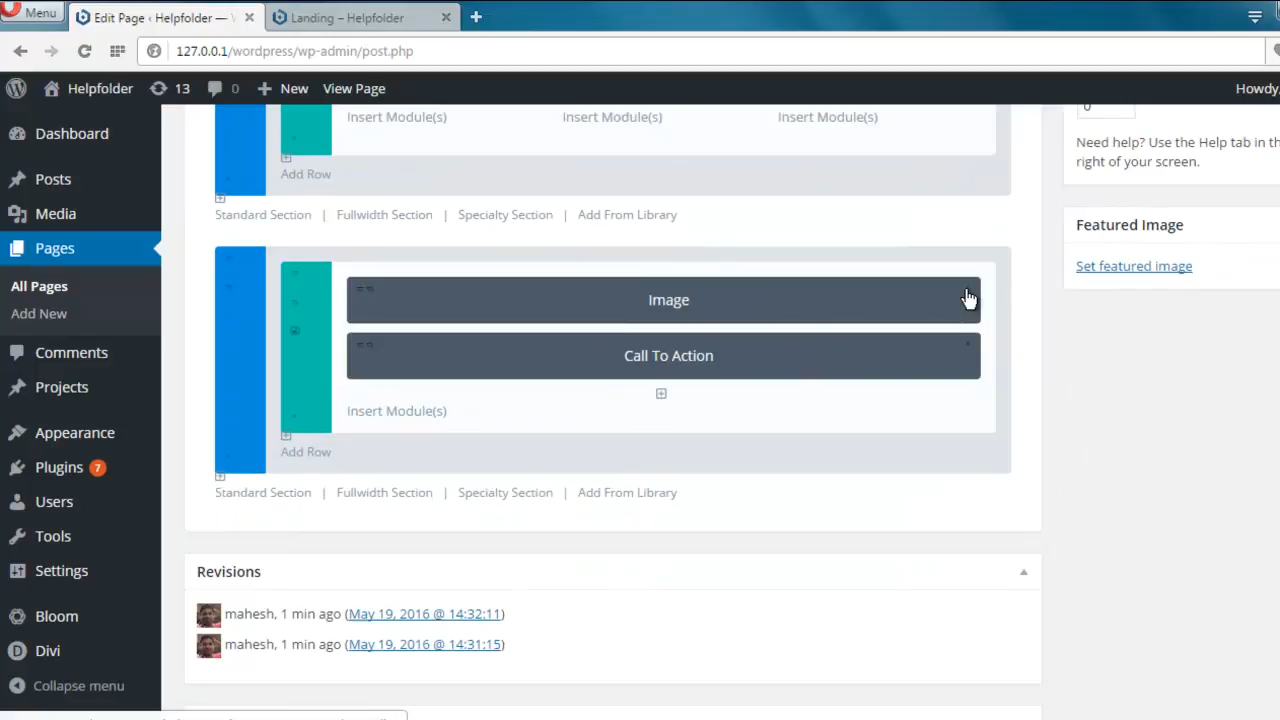 Menu
Edit Page ‹ Helpfolder —
Landing – Helpfolder
127.0.0.1/wordpress/wp-admin/post.php
Helpfolder 13 0 New View Page Howdy,
Dashboard
Posts
Media
Pages
All Pages
Add New
Comments
Projects
Appearance
Plugins 7
Users
Tools
Settings
Bloom
Divi
Collapse menu
Insert Module(s) Insert Module(s) Insert Module(s)
Add Row
Standard Section | Fullwidth Section | Specialty Section | Add From Library
Image
Call To Action
Insert Module(s)
Add Row
Standard Section | Fullwidth Section | Specialty Section | Add From Library
Revisions
mahesh, 1 min ago (May 19, 2016 @ 14:32:11)
mahesh, 1 min ago (May 19, 2016 @ 14:31:15)
Need help? Use the Help tab in the
right of your screen.
Featured Image
Set featured image